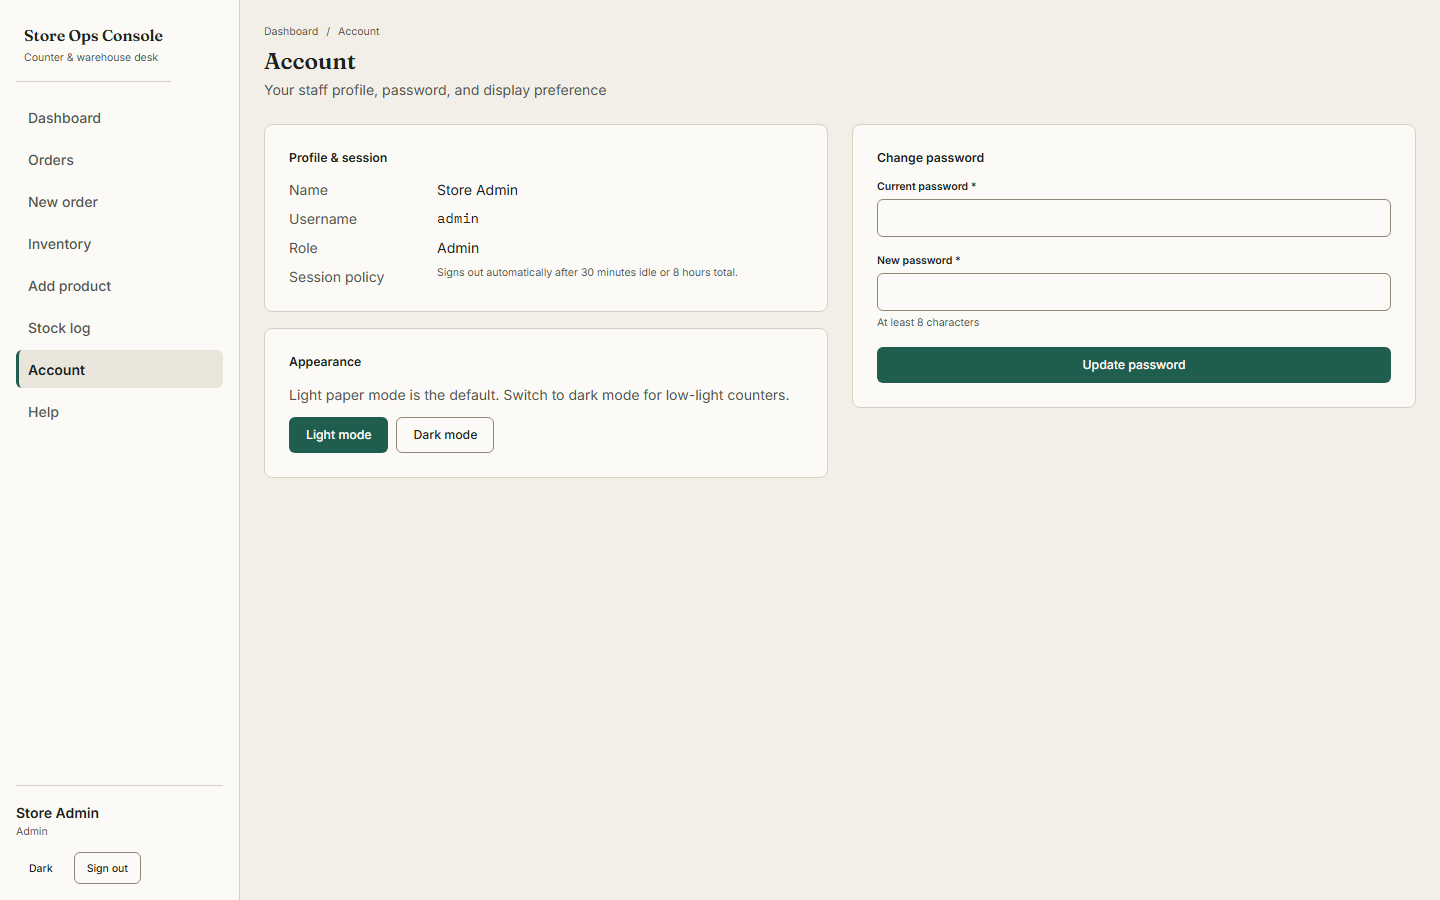 Store Ops Console
Counter & warehouse desk
Dashboard
Orders
New order
Inventory
Add product
Stock log
Account
Help
Store Admin
Admin
Dark
Sign out
Dashboard / Account
Account
Your staff profile, password, and display preference
Profile & session
Name Store Admin
Username admin
Role Admin
Session policy Signs out automatically after 30 minutes idle or 8 hours total.
Appearance
Light paper mode is the default. Switch to dark mode for low-light counters.
Light mode Dark mode
Change password
Current password *
New password *
At least 8 characters
Update password